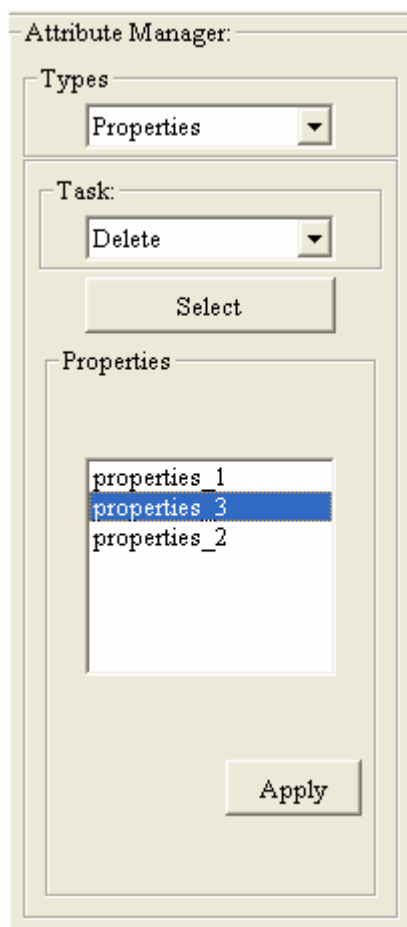 Attribute Manager:
Types
Properties
Task:
Delete
Select
Properties
properties_1
properties_3
properties_2
Apply